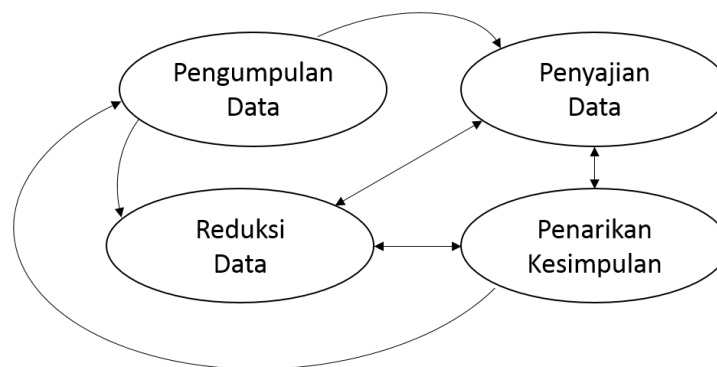 Pengumpulan
Data
Penyajian
Data
Reduksi
Data
Penarikan
Kesimpulan